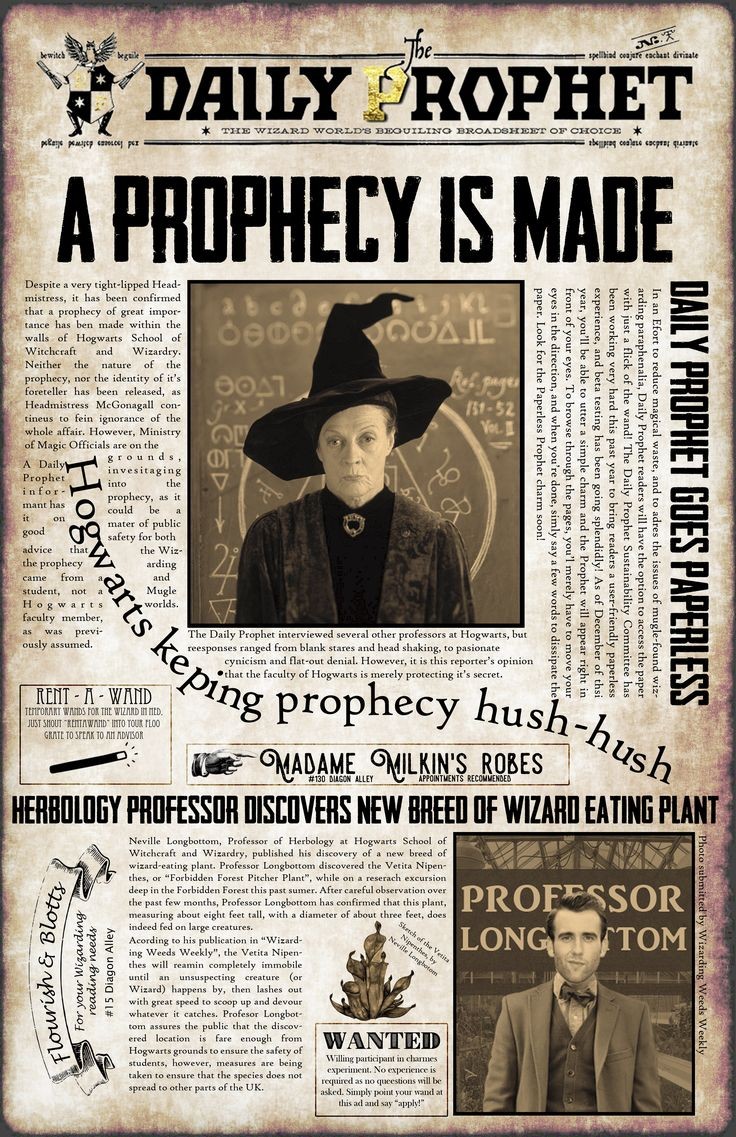 bewitch beguile
The
spellbind conjure enchant divinate
DAILY PROPHET
★ THE WIZARD WORLD'S BEGUILING BROADSHEET OF CHOICE ★
A PROPHECY IS MADE
Despite a very tight-lipped Head-
mistress, it has been confirmed
that a prophecy of great impor-
tance has ben made within the
walls of Hogwarts School of
Witchcraft and Wizardry.
Neither the nature of the
prophecy, nor the identity of it's
foreteller has been released, as
Headmistress McGonagall con-
tineus to fein ignorance of the
whole affair. However, Ministry
of Magic Officials are on the
grounds,
invesitaging
into the
prophecy, as it
could be a
mater of public
safety for both
the Wiz-
arding
and
Mugle
worlds.
A Daily
Prophet
infor-
mant has
it on
good
advice that
the prophecy
came from a
student, not a
Hogwarts
faculty member,
as was previ-
ously assumed.
Hogwarts keping prophecy hush-hush
Ref. pages
131-52
Vol. II
The Daily Prophet interviewed several other professors at Hogwarts, but
reesponses ranged from blank stares and head shaking, to pasionate
cynicism and flat-out denial. However, it is this reporter's opinion
that the faculty of Hogwarts is merely protecting it's secret.
DAILY PROPHET GOES PAPERLESS
In an Efort to reduce magical waste, and to adres the issues of mugle-found wiz-
arding paraphenalia, Daily Prophet readers will have the option to access the paper
with just a flick of the wand! The Daily Prophet Sustainability Committee has
been working very hard this past year to bring readers a user-friendly paperless
experience, and beta testing has been going splendidly! As of December of thsi
year, you'll be able to utter a simple charm and the Prophet will appear right in
front of your eyes. To browse through the pages, you'l merely have to move your
eyes in the direction, and when you're done, simly say a few words to dissipate the
paper. Look for the Paperless Prophet charm soon!
RENT - A - WAND
TEMPORARY WANDS FOR THE WIZARD IN NED.
JUST SHOUT "RENTAWAND" INTO YOUR FLOO
GRATE TO SPEAK TO AN ADVISOR
MADAME MILKIN'S ROBES
#130 DIAGON ALLEY APPOINTMENTS RECOMMENDED
HERBOLOGY PROFESSOR DISCOVERS NEW BREED OF WIZARD EATING PLANT
Flourish & Blotts
For your Wizarding
reading needs
#15 Diagon Alley
Neville Longbottom, Professor of Herbology at Hogwarts School of
Witchcraft and Wizardry, published his discovery of a new breed of
wizard-eating plant. Professor Longbottom discovered the Vetita Nipen-
thes, or "Forbidden Forest Pitcher Plant", while on a reserach excursion
deep in the Forbidden Forest this past sumer. After careful observation over
the past few months, Professor Longbottom has confirmed that this plant,
measuring about eight feet tall, with a diameter of about three feet, does
indeed fed on large creatures.
Acording to his publication in "Wizard-
ing Weeds Weekly", the Vetita Nipen-
thes will reamin completely immobile
until an unsuspecting creature (or
Wizard) happens by, then lashes out
with great speed to scoop up and devour
whatever it catches. Profesor Longbot-
tom assures the public that the discov-
ered location is fare enough from
Hogwarts grounds to ensure the safety of
students, however, measures are being
taken to ensure that the species does not
spread to other parts of the UK.
Sketch of the Vetita
Nipenthes, by
Neville Longbottom
WANTED
Willing participant in charmes
experiment. No experience is
required as no queestions will be
asked. Simply point your wand at
this ad and say "apply!"
PROFESSOR
LONGBOTTOM
Photo submitted by Wizarding Weeds Weekly